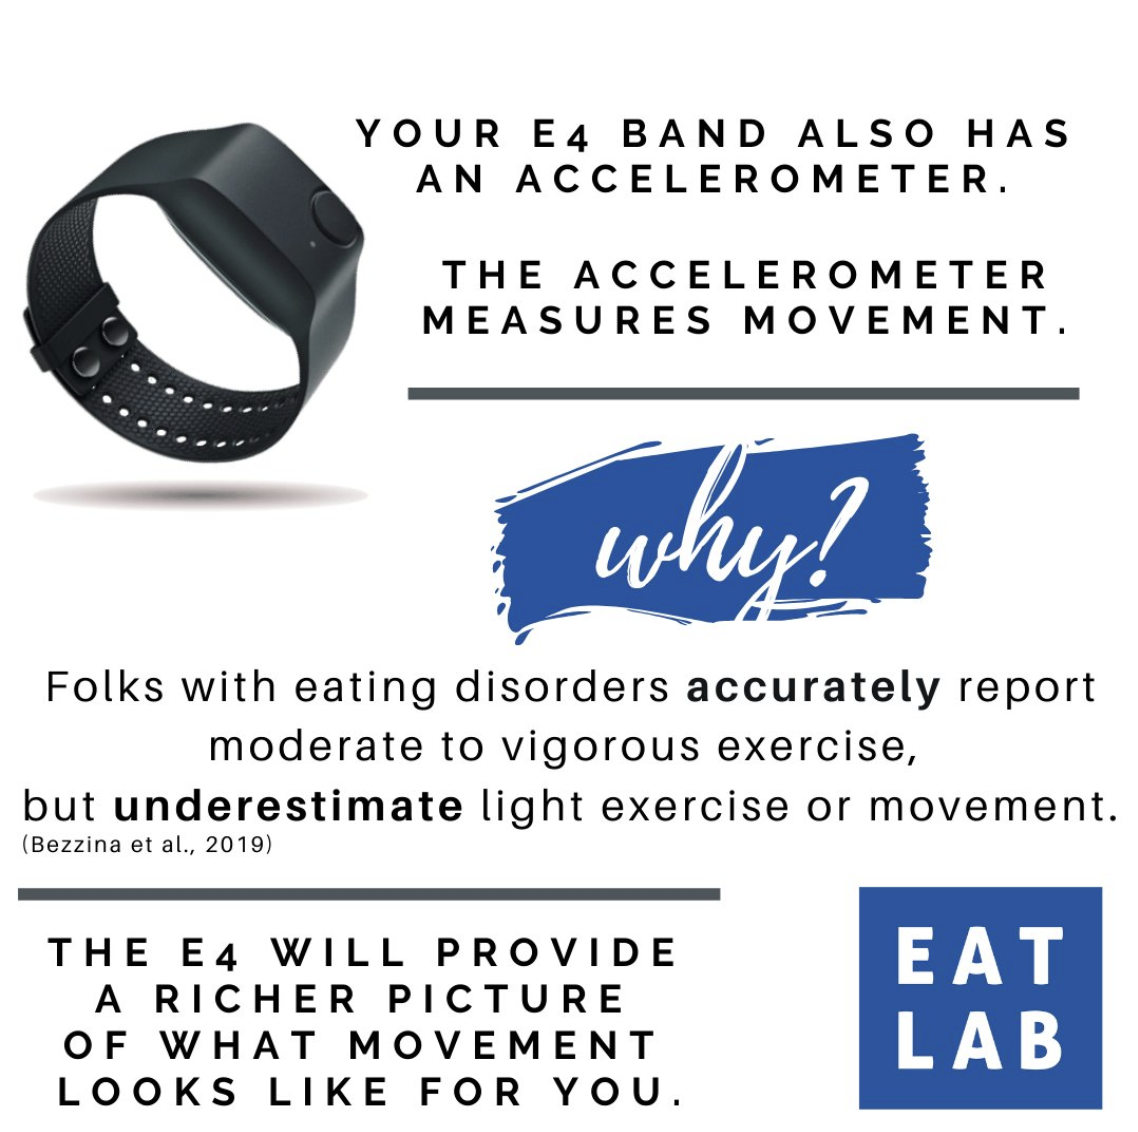 YOUR E4 BAND ALSO HAS
AN ACCELEROMETER.
THE ACCELEROMETER
MEASURES MOVEMENT.
why?
Folks with eating disorders accurately report
moderate to vigorous exercise,
but underestimate light exercise or movement.
(Bezzina et al., 2019)
THE E4 WILL PROVIDE
A RICHER PICTURE
OF WHAT MOVEMENT
LOOKS LIKE FOR YOU.
EAT
LAB